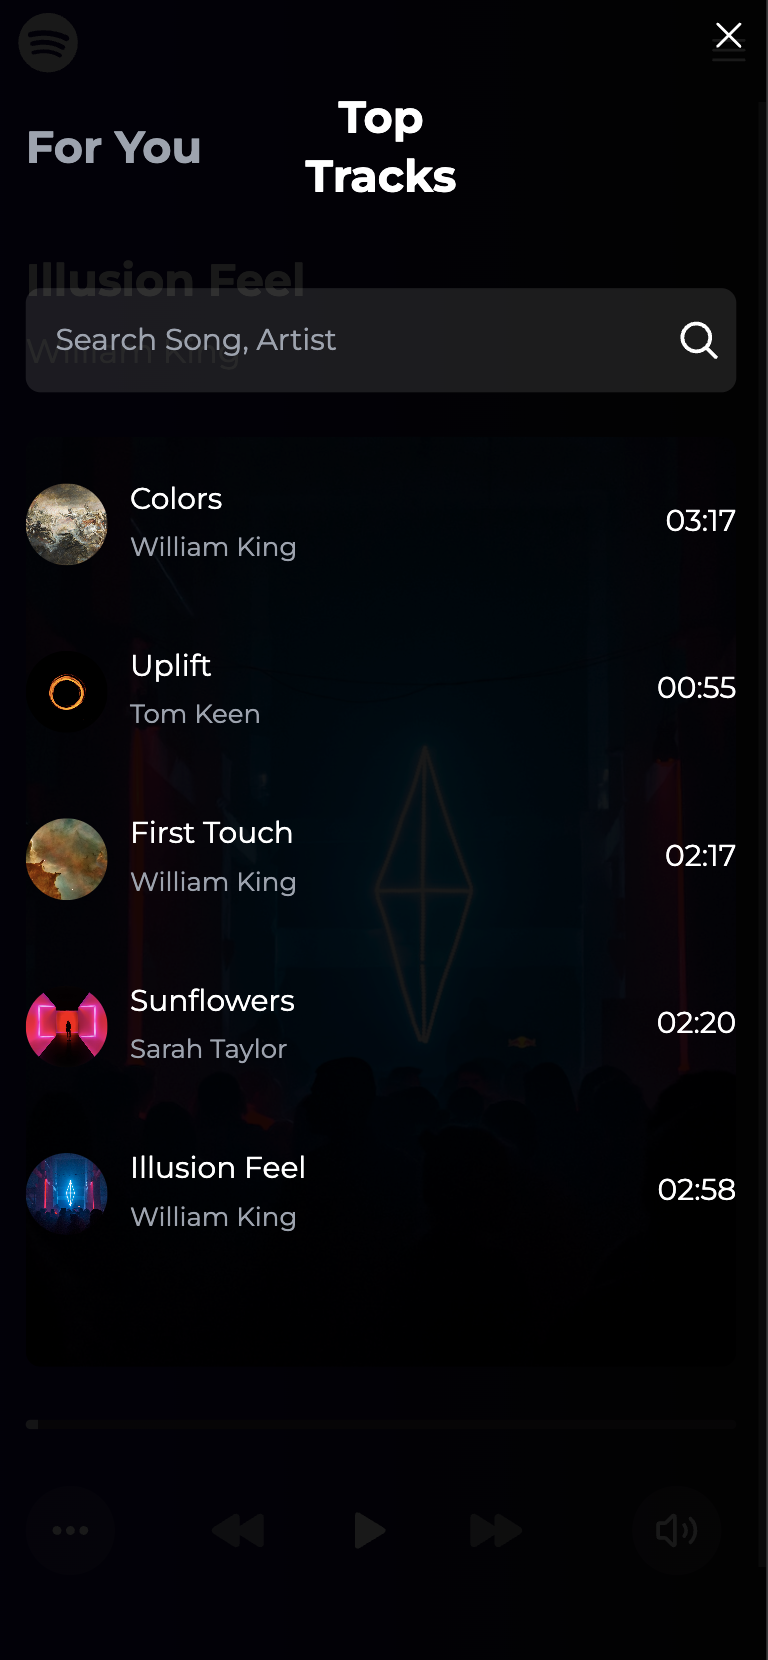 For You
Top
Tracks
Illusion Feel
William King
Search Song, Artist
Colors
William King
03:17
Uplift
Tom Keen
00:55
First Touch
William King
02:17
Sunflowers
Sarah Taylor
02:20
Illusion Feel
William King
02:58